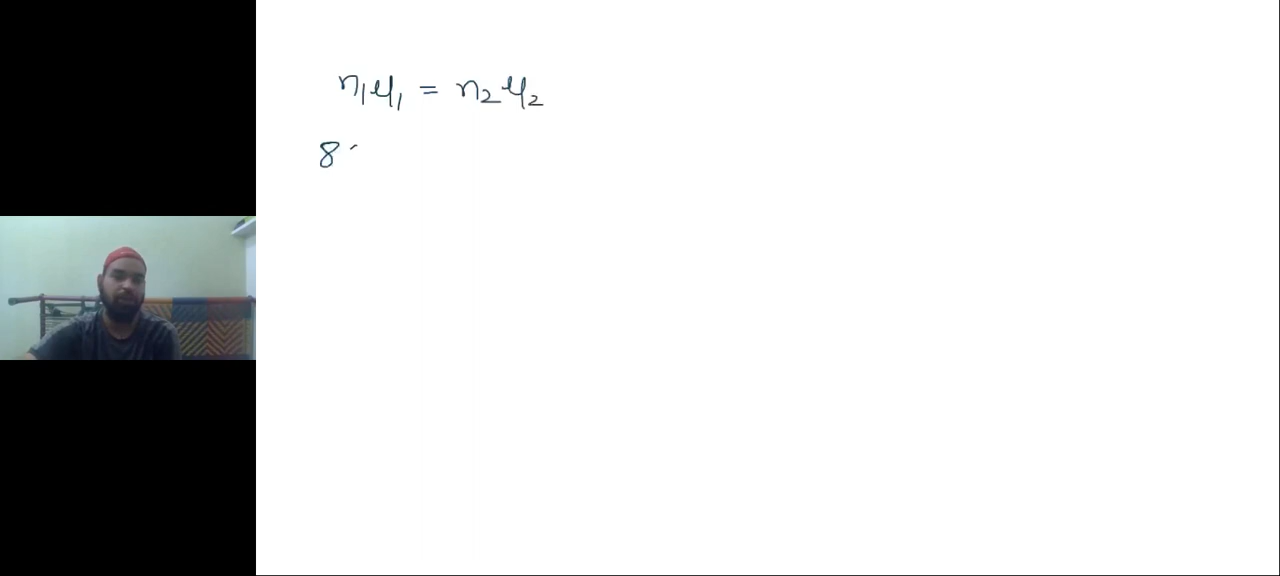 n₁u₁ = n₂u₂
8